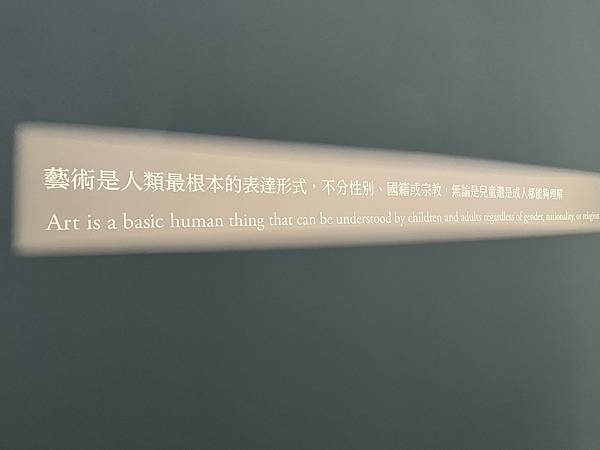 藝術是人類最根本的表達形式，不分性別、國籍或宗教，無論是兒童還是成人都能夠理解
Art is a basic human thing that can be understood by children and adults regardless of gender, nationality, or religion